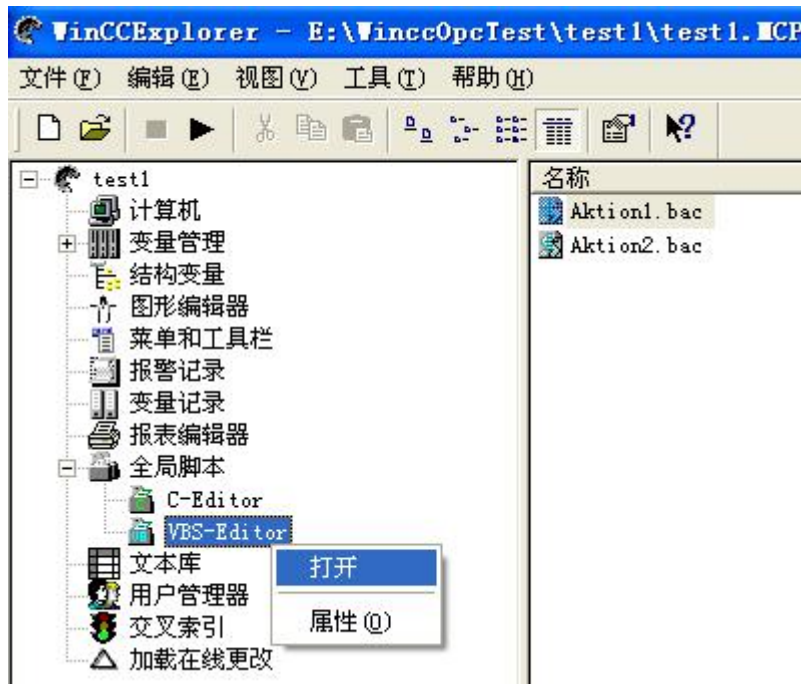 WinCCExplorer - E:\WinccOpcTest\test1\test1.MCP
文件(F) 编辑(E) 视图(V) 工具(T) 帮助(H)
test1
计算机
变量管理
结构变量
图形编辑器
菜单和工具栏
报警记录
变量记录
报表编辑器
全局脚本
C-Editor
VBS-Editor
文本库
用户管理器
交叉索引
加载在线更改
名称
Aktion1.bac
Aktion2.bac
打开
属性(O)